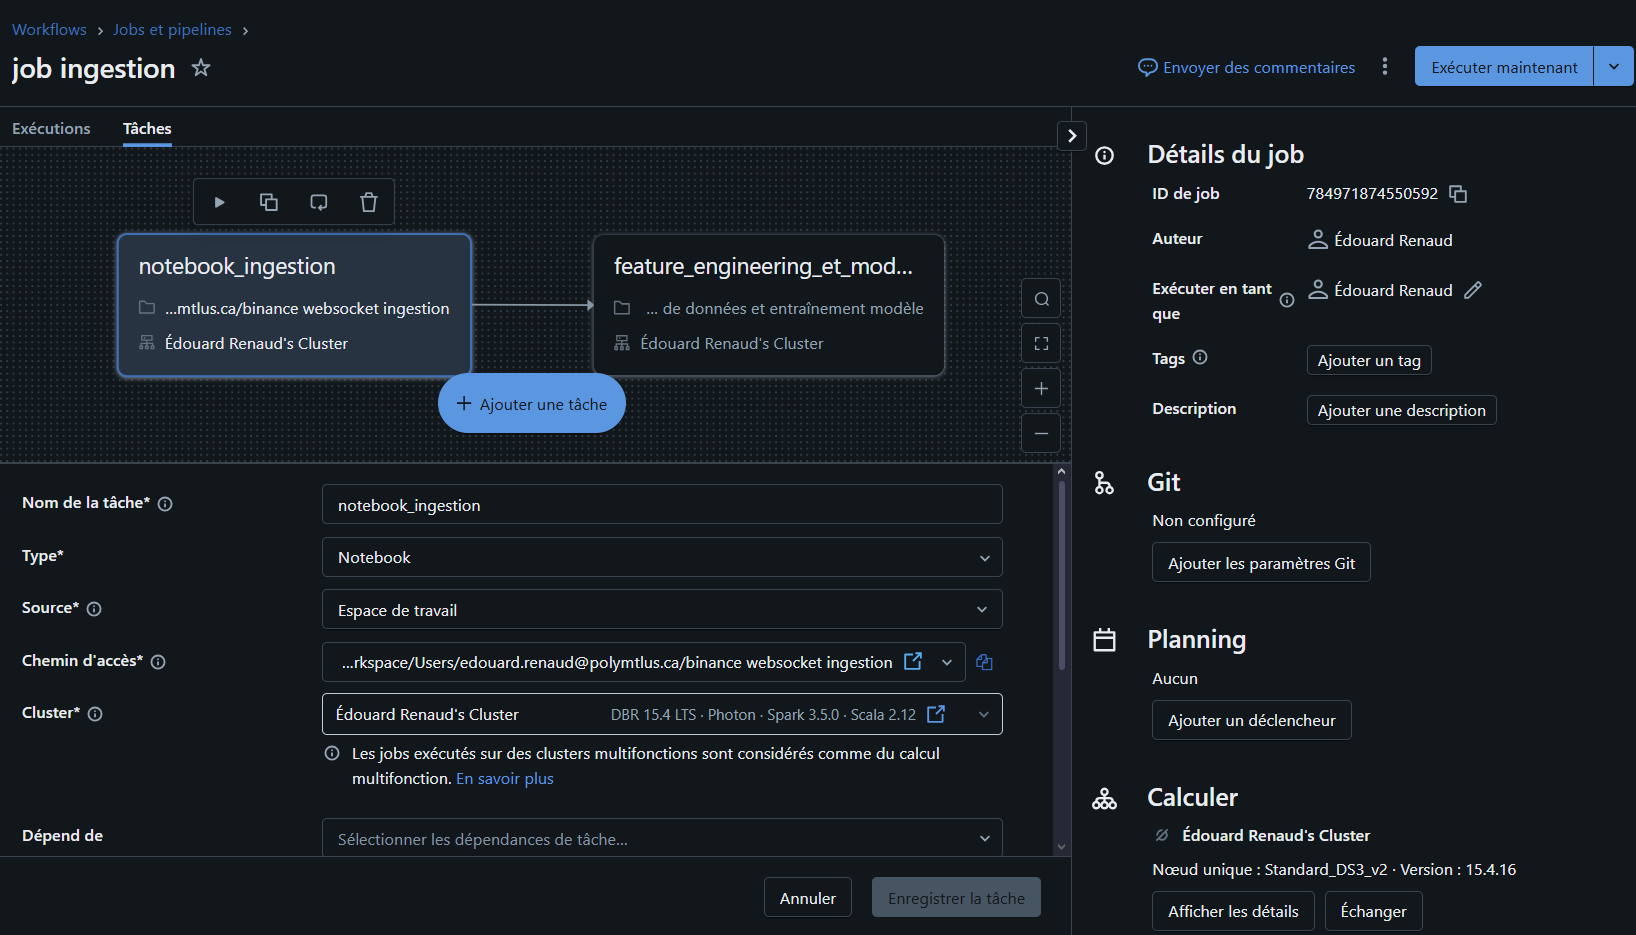 Workflows › Jobs et pipelines ›
job ingestion
Envoyer des commentaires
Exécuter maintenant
Exécutions
Tâches
notebook_ingestion
...mtlus.ca/binance websocket ingestion
Édouard Renaud's Cluster
feature_engineering_et_mod...
... de données et entraînement modèle
Édouard Renaud's Cluster
+ Ajouter une tâche
Nom de la tâche*
notebook_ingestion
Type*
Notebook
Source*
Espace de travail
Chemin d'accès*
...rkspace/Users/edouard.renaud@polymtlus.ca/binance websocket ingestion
Cluster*
Édouard Renaud's Cluster
DBR 15.4 LTS · Photon · Spark 3.5.0 · Scala 2.12
Les jobs exécutés sur des clusters multifonctions sont considérés comme du calcul
multifonction. En savoir plus
Dépend de
Sélectionner les dépendances de tâche...
Annuler
Enregistrer la tâche
Détails du job
ID de job
784971874550592
Auteur
Édouard Renaud
Exécuter en tant
que
Édouard Renaud
Tags
Ajouter un tag
Description
Ajouter une description
Git
Non configuré
Ajouter les paramètres Git
Planning
Aucun
Ajouter un déclencheur
Calculer
Édouard Renaud's Cluster
Nœud unique : Standard_DS3_v2 · Version : 15.4.16
Afficher les détails
Échanger